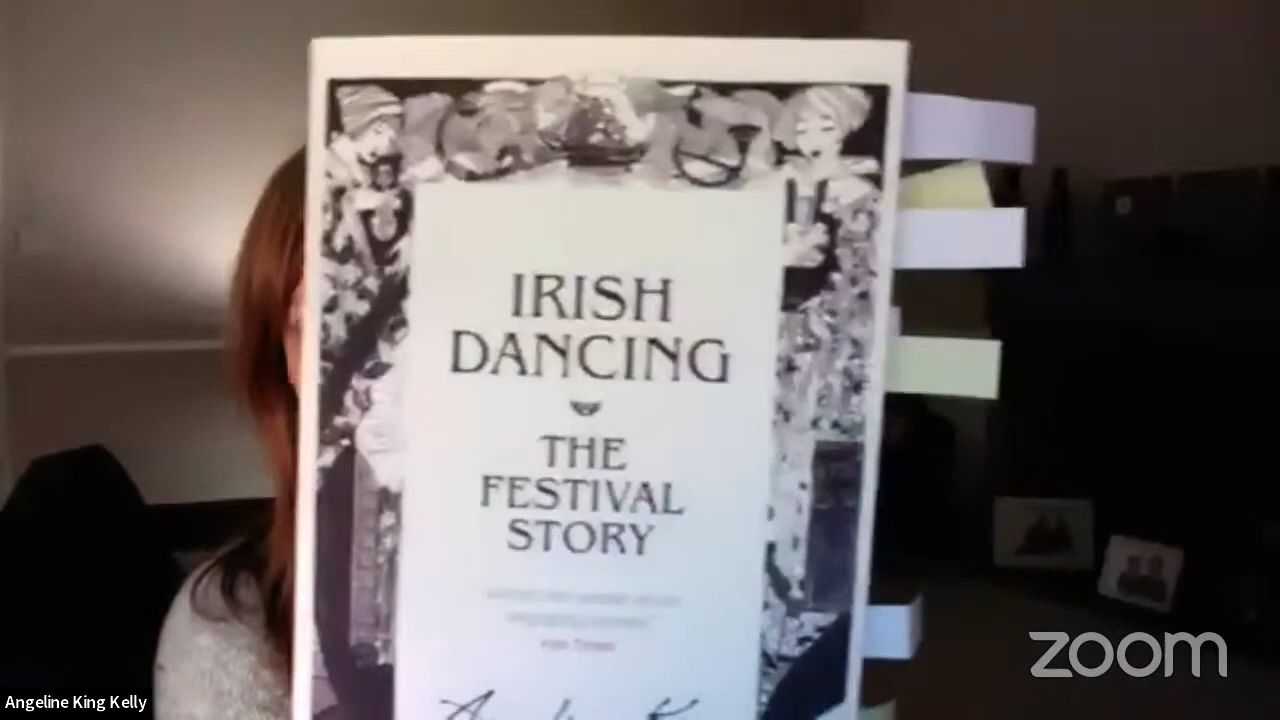 IRISH
DANCING
THE
FESTIVAL
STORY
Irish Times
zoom
Angeline King Kelly